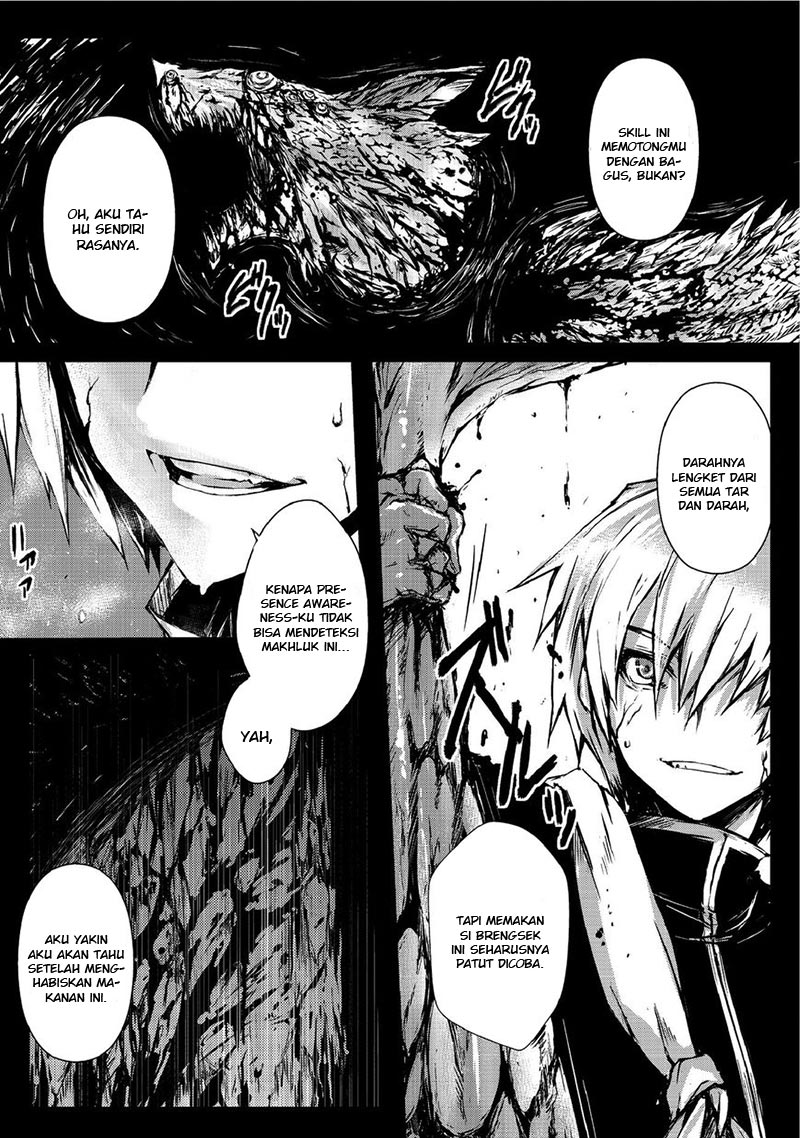 SKILL INI
MEMOTONGMU
DENGAN BA-
GUS, BUKAN?
OH, AKU TA-
HU SENDIRI
RASANYA.
DARAHNYA
LENGKET DARI
SEMUA TAR
DAN DARAH,
TAPI MEMAKAN
SI BRENGSEK
INI SEHARUSNYA
PATUT DICOBA.
KENAPA PRE-
SENCE AWARE-
NESS-KU TIDAK
BISA MENDETEKSI
MAKHLUK INI...
YAH,
AKU YAKIN
AKU AKAN TAHU
SETELAH MENG-
HABISKAN MA-
KANAN INI.